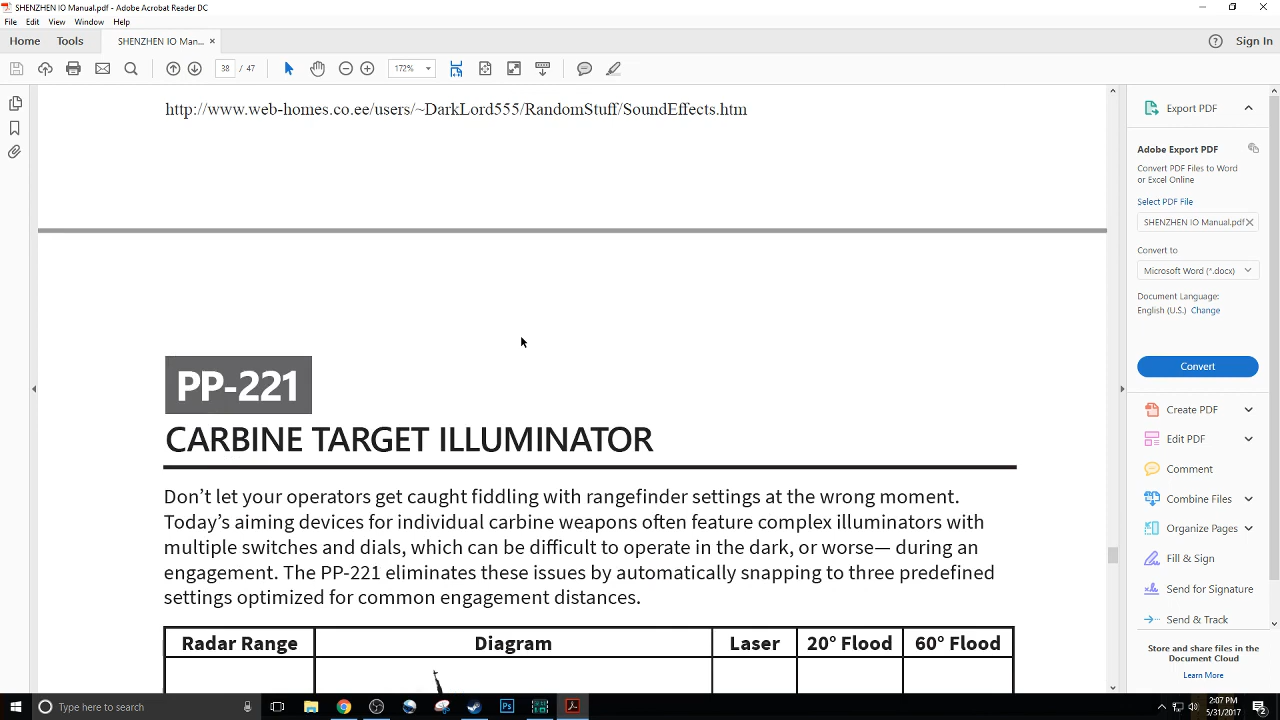 SHENZHEN IO Manual.pdf - Adobe Acrobat Reader DC
File Edit View Window Help
Home Tools SHENZHEN IO Man... × Sign In
38 / 47 172%
http://www.web-homes.co.ee/users/~DarkLord555/RandomStuff/SoundEffects.htm
PP-221
CARBINE TARGET ILLUMINATOR
Don't let your operators get caught fiddling with rangefinder settings at the wrong moment.
Today's aiming devices for individual carbine weapons often feature complex illuminators with
multiple switches and dials, which can be difficult to operate in the dark, or worse— during an
engagement. The PP-221 eliminates these issues by automatically snapping to three predefined
settings optimized for common engagement distances.
Radar Range Diagram Laser 20° Flood 60° Flood
Export PDF
Adobe Export PDF
Convert PDF Files to Word
or Excel Online
Select PDF File
SHENZHEN IO Manual.pdf
Convert to
Microsoft Word (*.docx)
Document Language:
English (U.S.) Change
Convert
Create PDF
Edit PDF
Comment
Combine Files
Organize Pages
Fill & Sign
Send for Signature
Send & Track
Store and share files in the
Document Cloud
Learn More
Type here to search
2:07 PM
5/31/2017
2